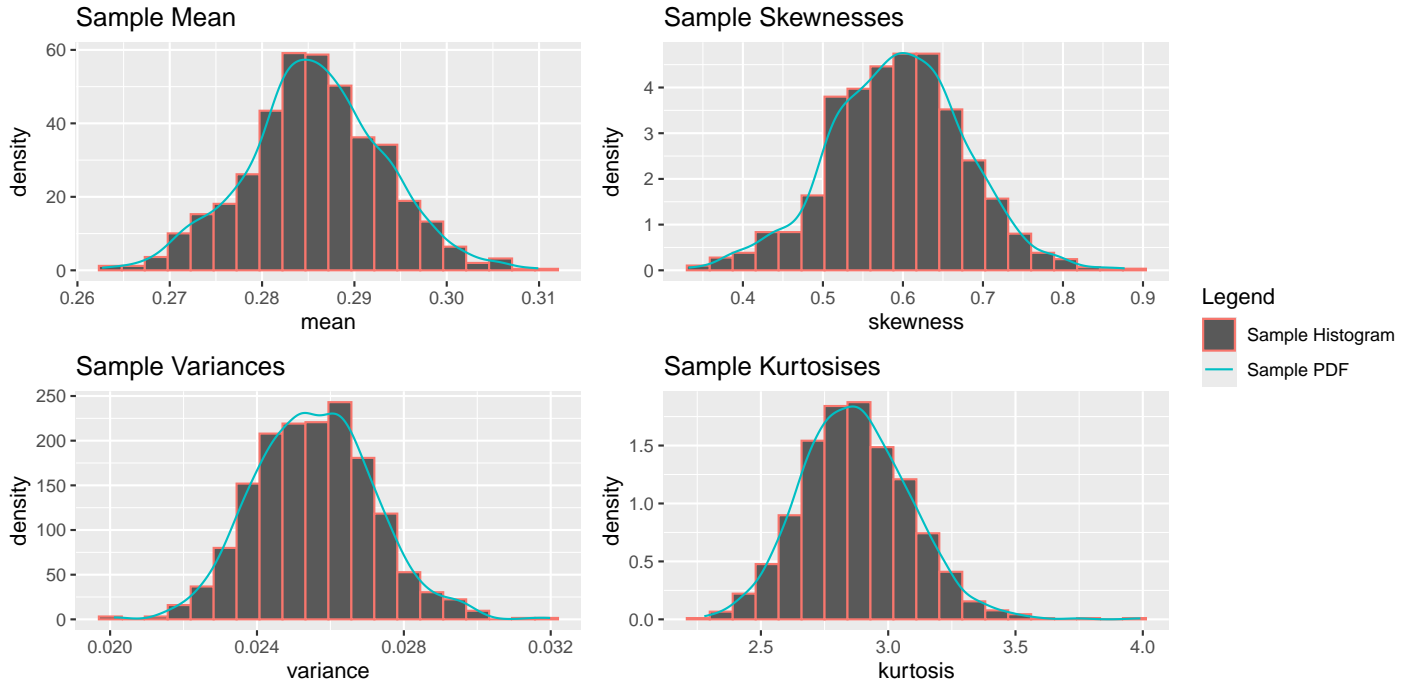 Sample Mean
60
40
20
0
density
0.26 0.27 0.28 0.29 0.30 0.31
mean
Sample Skewnesses
4
3
2
1
0
density
0.4 0.5 0.6 0.7 0.8 0.9
skewness
Sample Variances
250
200
150
100
50
0
density
0.020 0.024 0.028 0.032
variance
Sample Kurtosises
1.5
1.0
0.5
0.0
density
2.5 3.0 3.5 4.0
kurtosis
Legend
Sample Histogram
Sample PDF